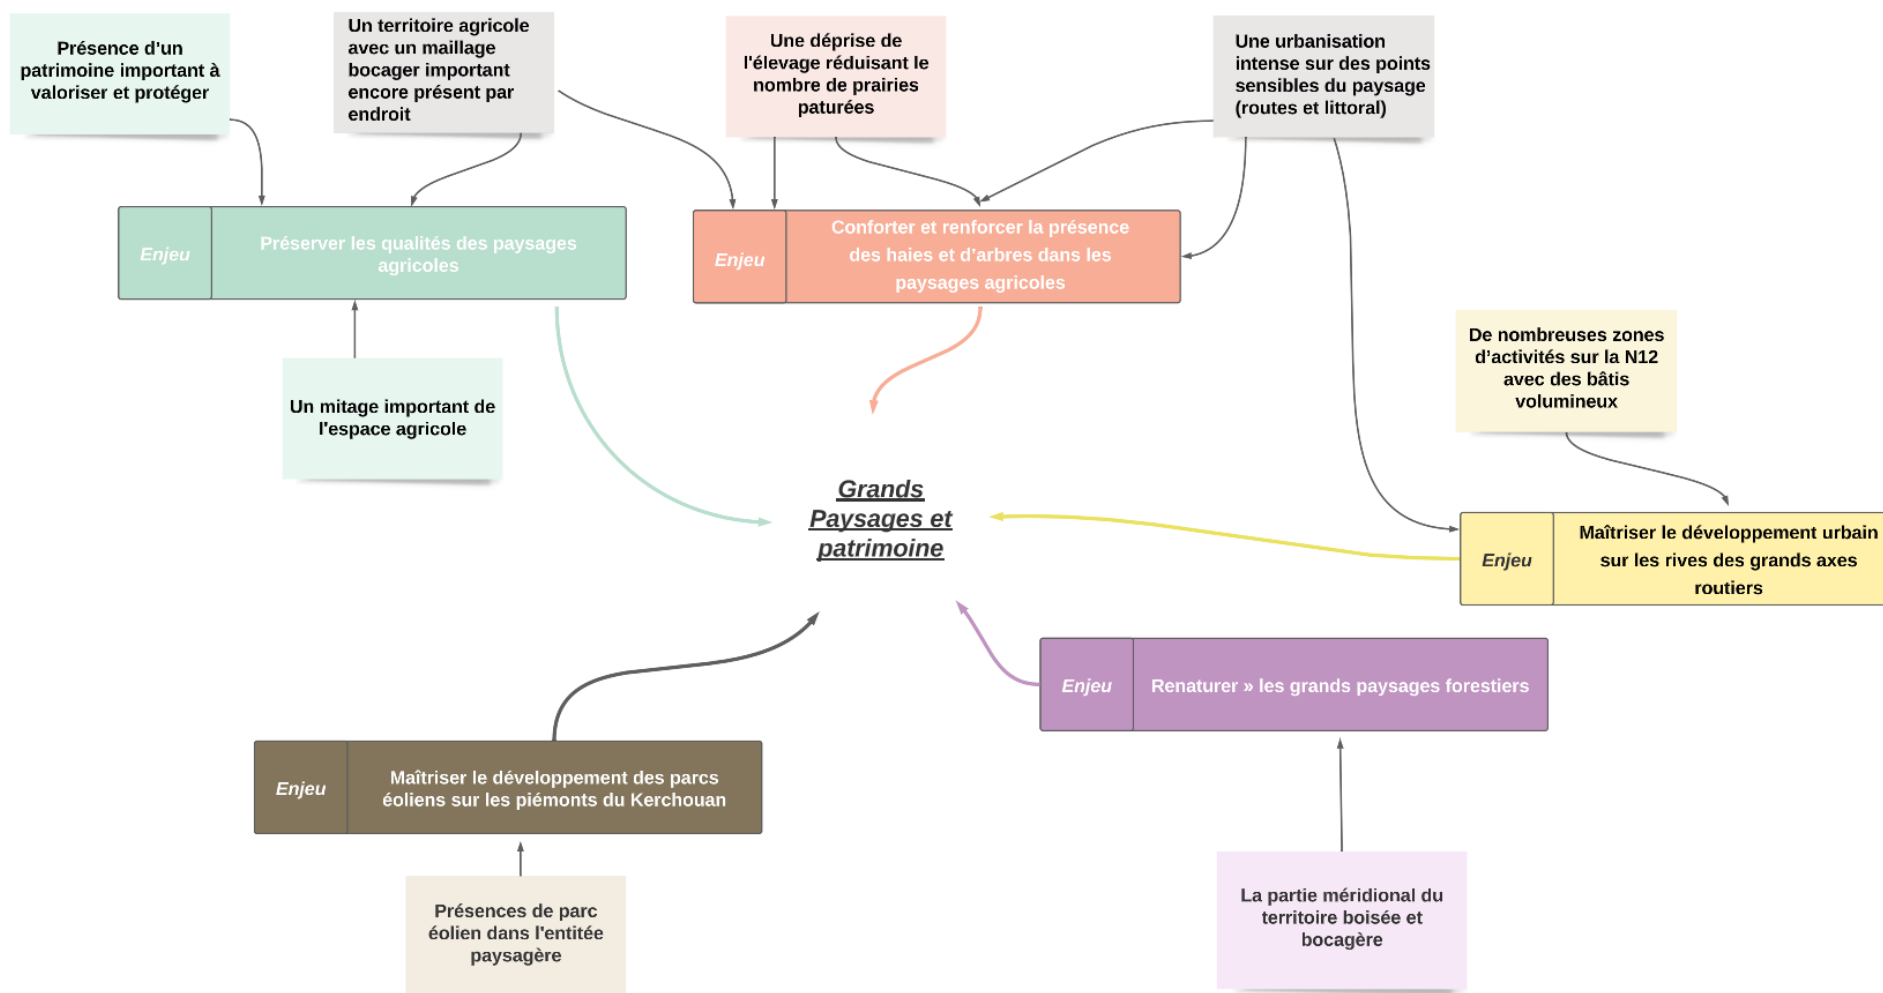 Présence d'un
patrimoine important à
valoriser et protéger
Un territoire agricole
avec un maillage
bocager important
encore présent par
endroit
Une déprise de
l'élevage réduisant le
nombre de prairies
paturées
Une urbanisation
intense sur des points
sensibles du paysage
(routes et littoral)
Enjeu
Préserver les qualités des paysages
agricoles
Enjeu
Conforter et renforcer la présence
des haies et d'arbres dans les
paysages agricoles
Un mitage important de
l'espace agricole
De nombreuses zones
d'activités sur la N12
avec des bâtis
volumineux
Grands
Paysages et
patrimoine
Enjeu
Maîtriser le développement urbain
sur les rives des grands axes
routiers
Enjeu
Renaturer » les grands paysages forestiers
Enjeu
Maîtriser le développement des parcs
éoliens sur les piémonts du Kerchouan
Présences de parc
éolien dans l'entitée
paysagère
La partie méridional du
territoire boisée et
bocagère